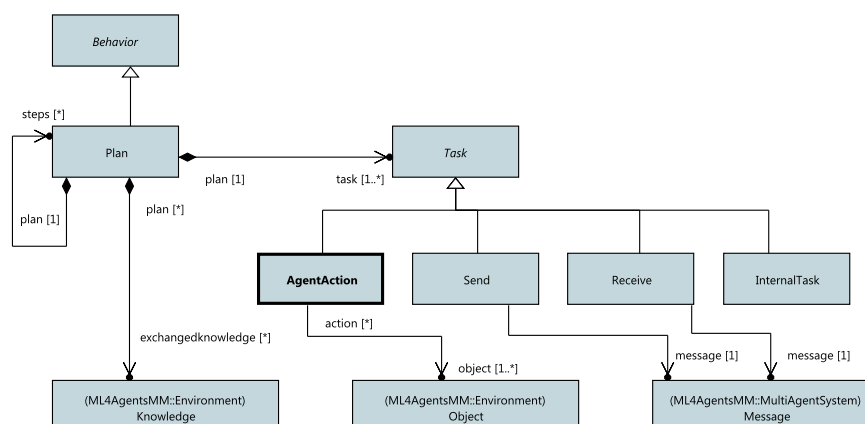 Behavior
steps [*]
Plan
Task
plan [1]
task [1..*]
plan [1]
plan [*]
AgentAction
Send
Receive
InternalTask
action [*]
exchangedknowledge [*]
object [1..*]
message [1]
message [1]
(ML4AgentsMM::Environment)
Knowledge
(ML4AgentsMM::Environment)
Object
(ML4AgentsMM::MultiAgentSystem)
Message